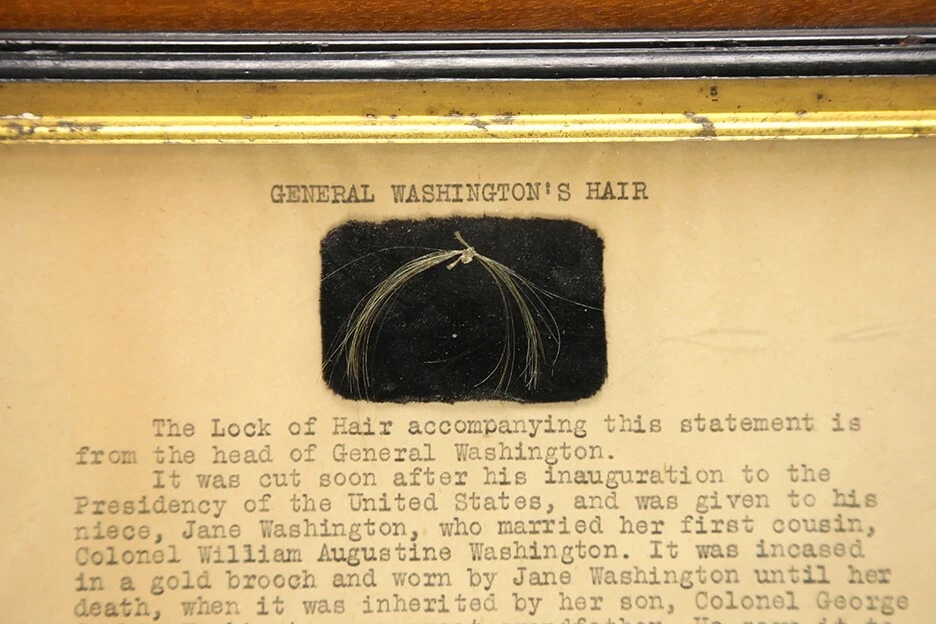 GENERAL WASHINGTON'S HAIR
The Lock of Hair accompanying this statement is
from the head of General Washington.
It was cut soon after his inauguration to the
Presidency of the United States, and was given to his
niece, Jane Washington, who married her first cousin,
Colonel William Augustine Washington. It was incased
in a gold brooch and worn by Jane Washington until her
death, when it was inherited by her son, Colonel George